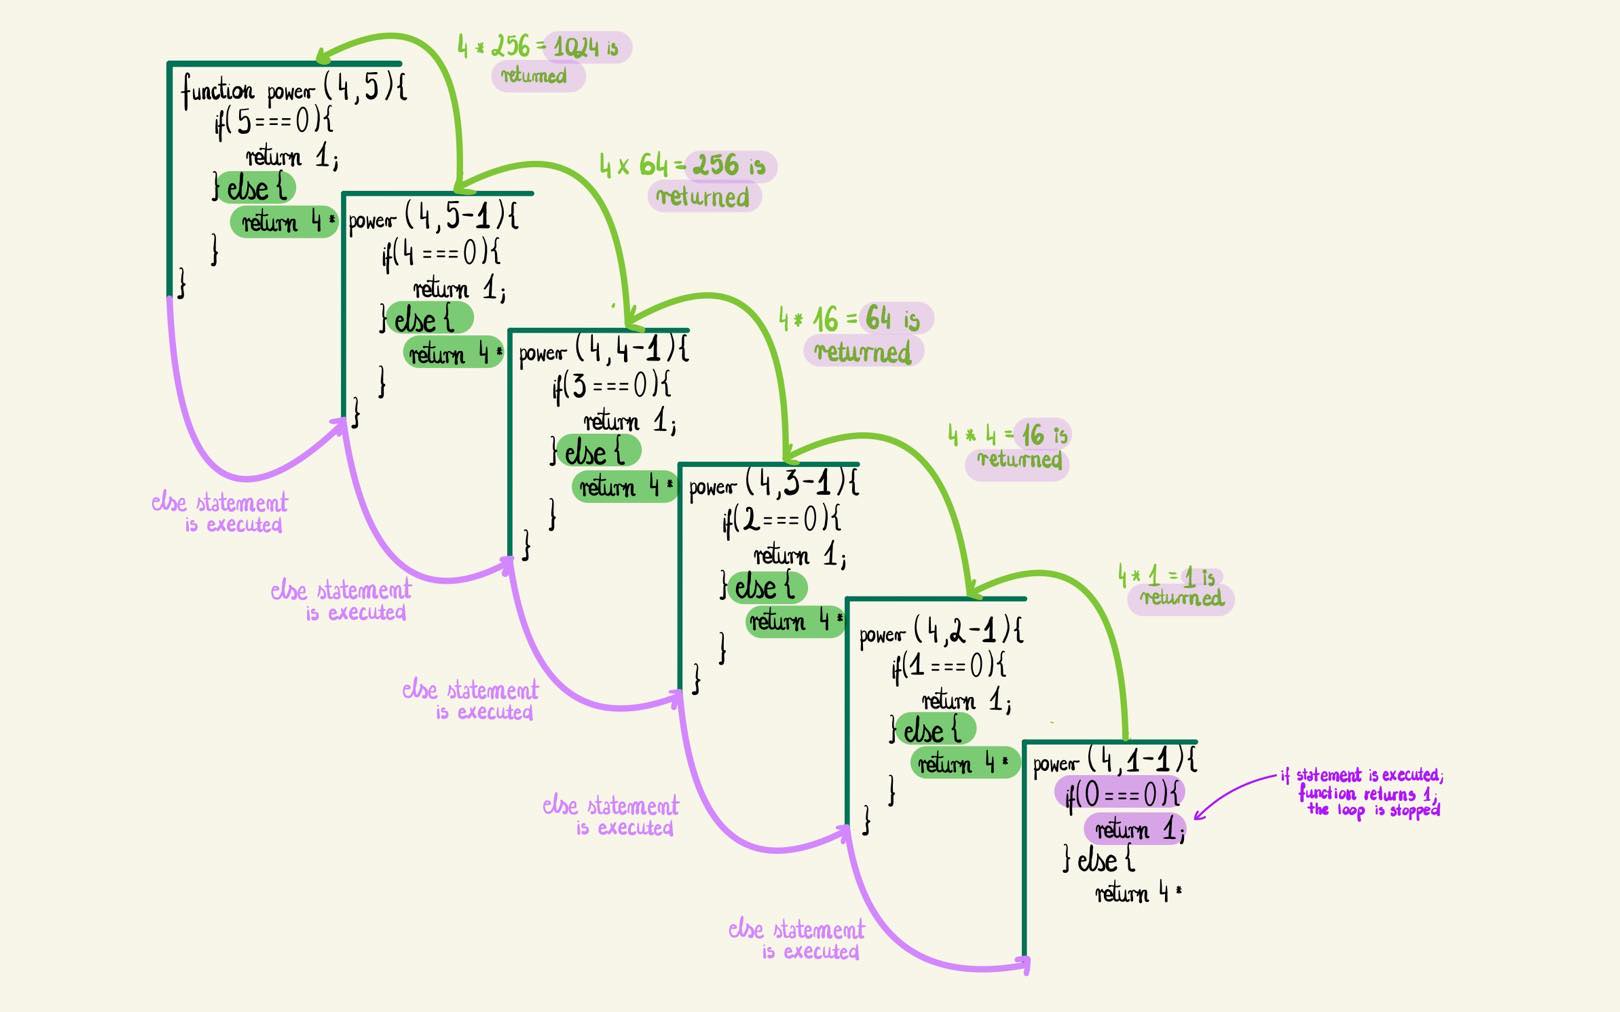 4 * 256 = 1024 is
returned
function power (4,5){
if(5===0){
return 1;
} else {
return 4 *
}
}
4 x 64 = 256 is
returned
power (4,5-1){
if(4 ===0){
return 1;
} else {
return 4 *
}
}
4 * 16 = 64 is
returned
power (4,4-1){
if(3 ===0){
return 1;
} else {
return 4 *
}
}
4 * 4 = 16 is
returned
power (4,3-1){
if(2===0){
return 1;
} else {
return 4 *
}
}
4 * 1 = 1 is
returned
power (4,2-1){
if(1 ===0){
return 1;
} else {
return 4 *
}
}
power (4,1-1){
if(0===0){
return 1;
} else {
return 4 *
if statement is executed;
function returns 1;
the loop is stopped
else statement
is executed
else statement
is executed
else statement
is executed
else statement
is executed
else statement
is executed